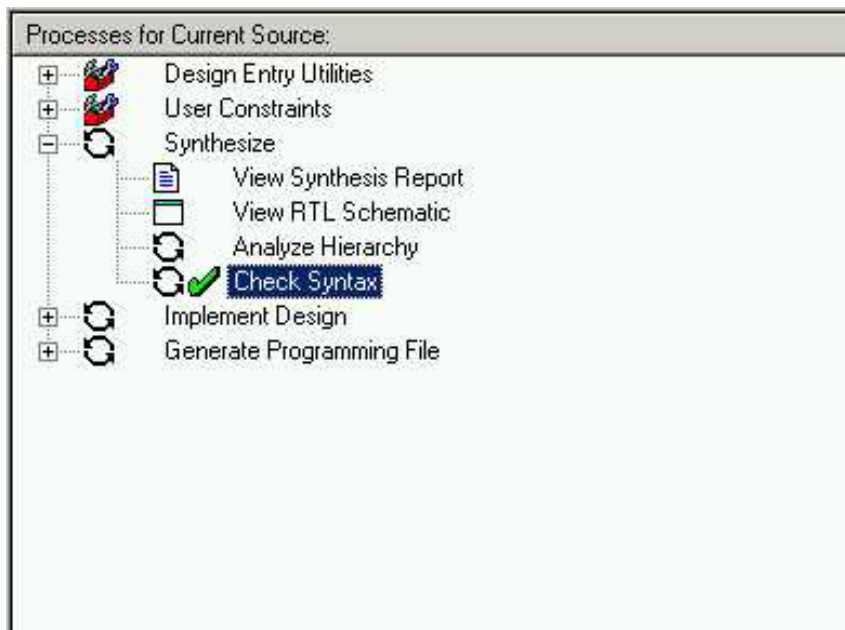 Processes for Current Source:
Design Entry Utilities
User Constraints
Synthesize
View Synthesis Report
View RTL Schematic
Analyze Hierarchy
Check Syntax
Implement Design
Generate Programming File